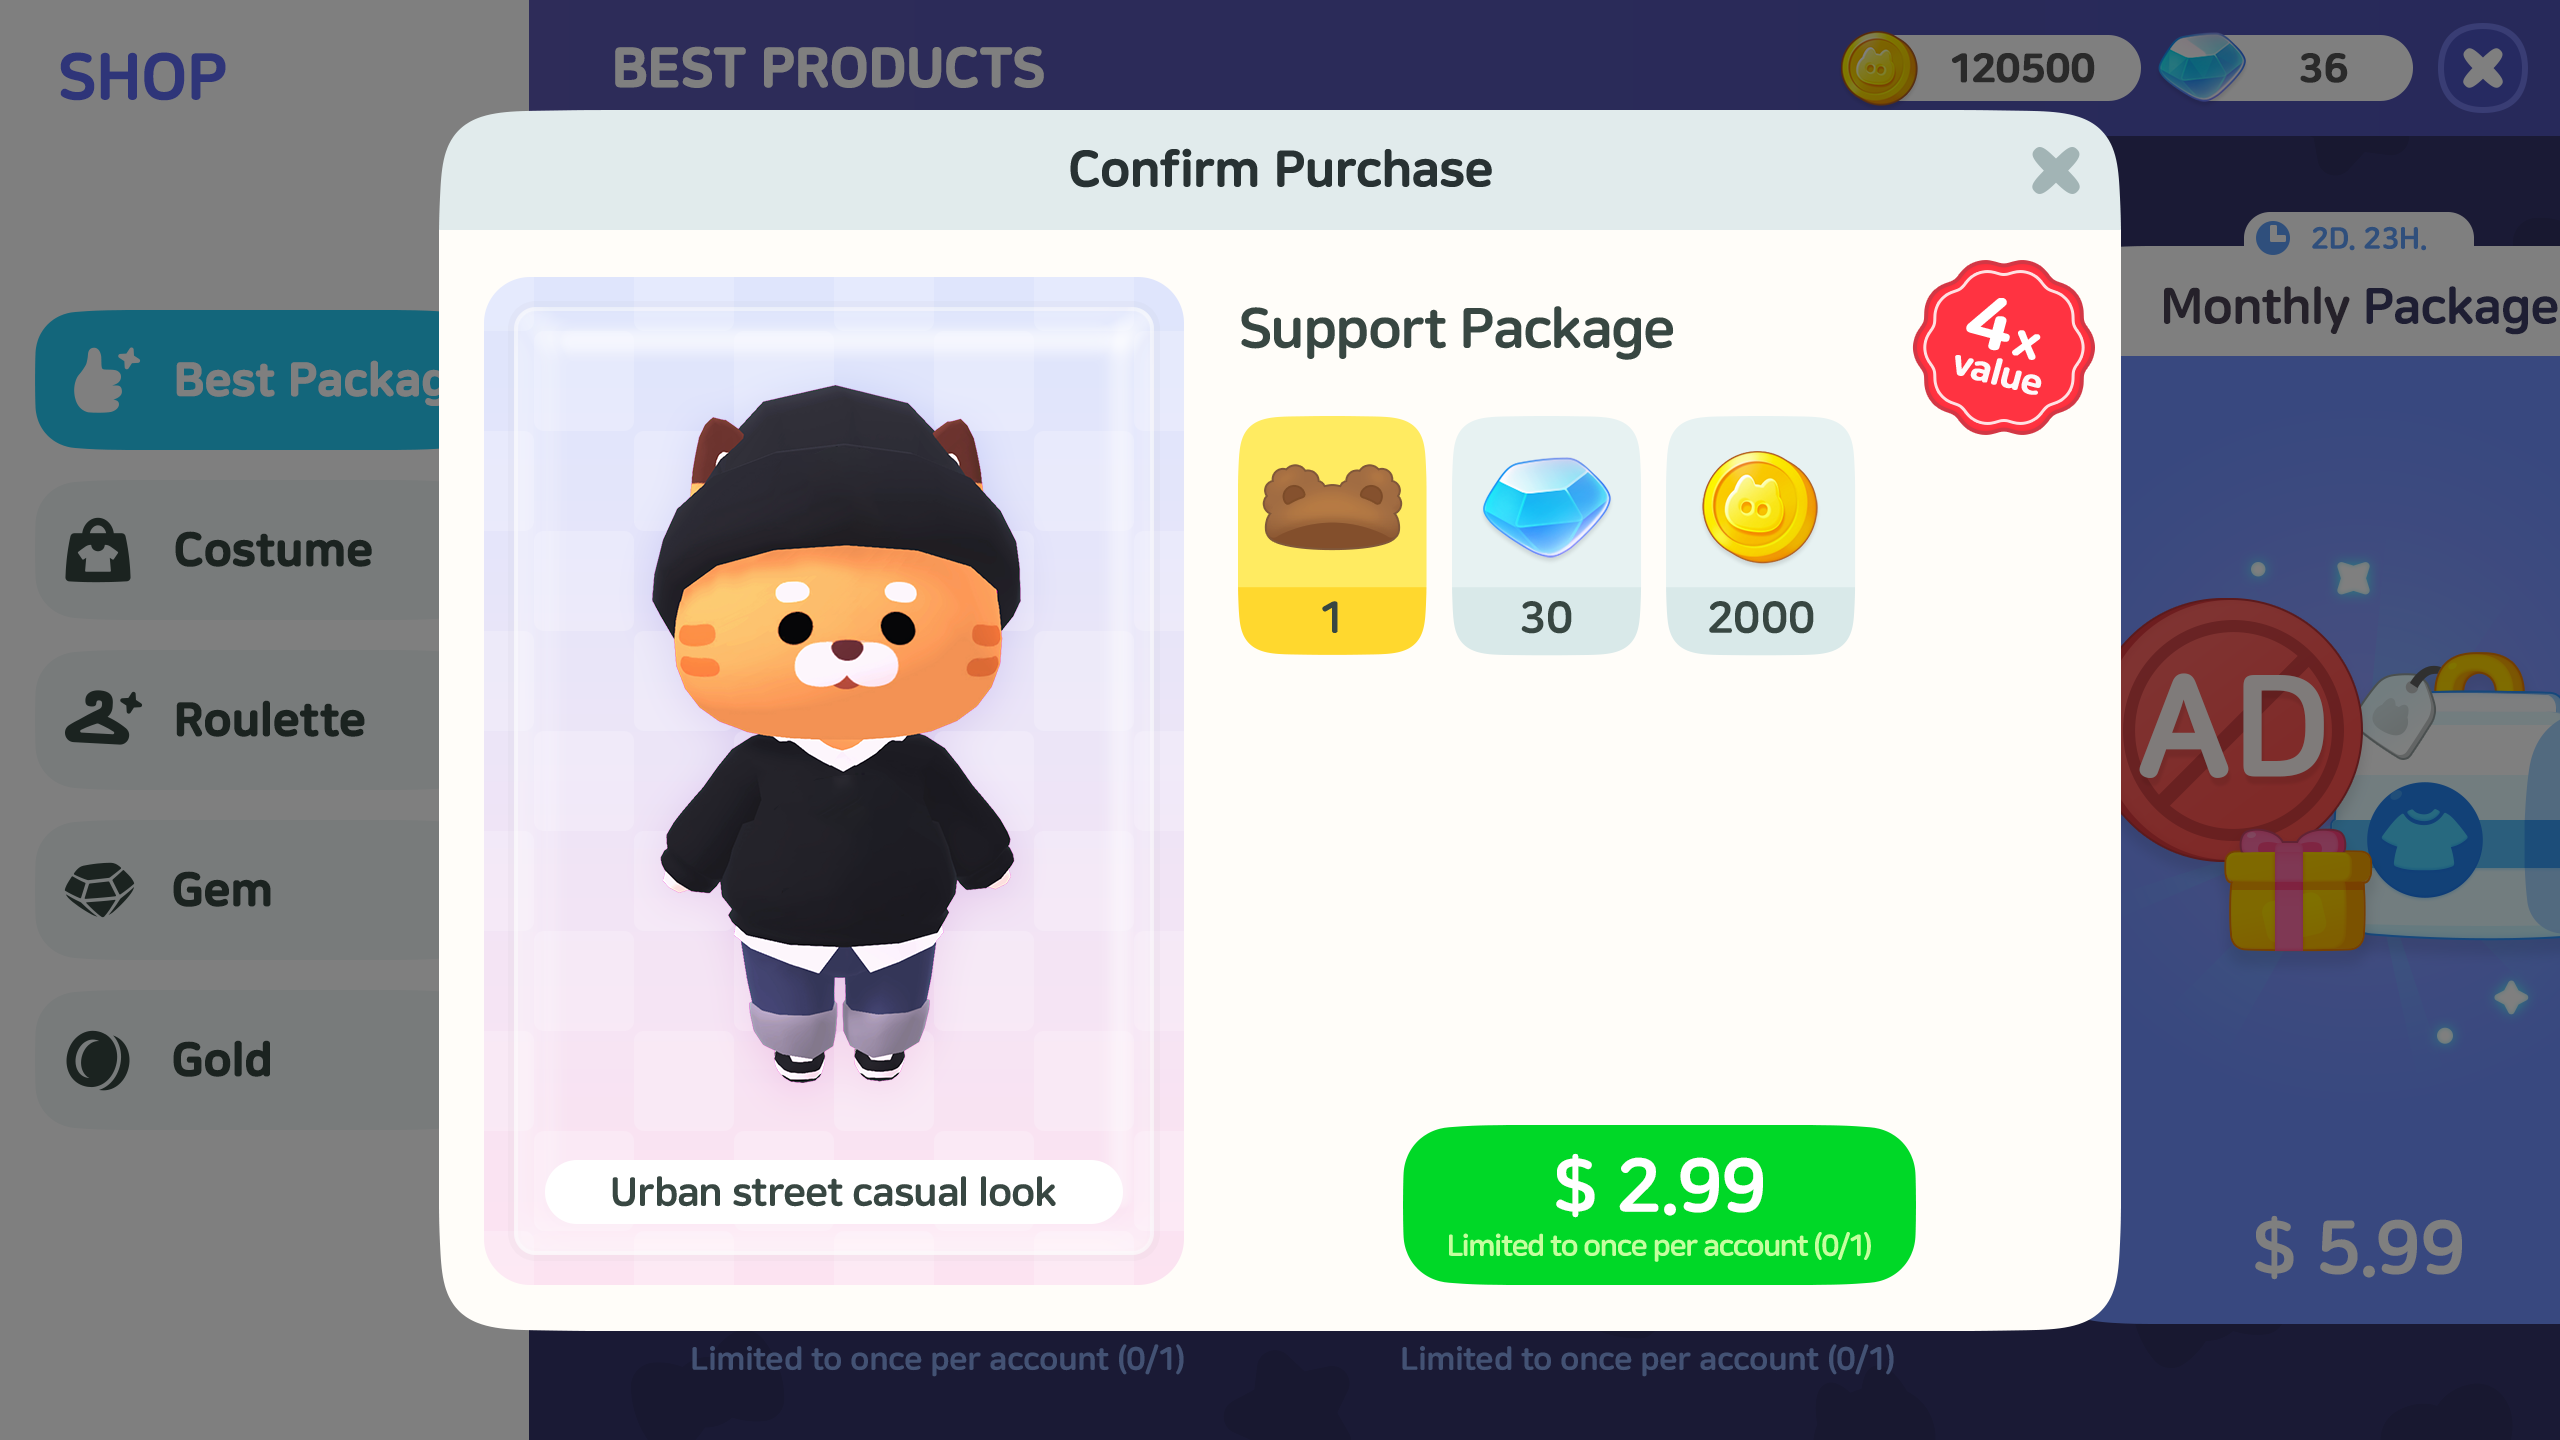 SHOP
BEST PRODUCTS
120500
36
Confirm Purchase
2D. 23H.
Monthly Package
Best Packag
Costume
Roulette
Gem
Gold
Support Package
4x
value
1
30
2000
AD
Urban street casual look
$ 2.99
Limited to once per account (0/1)
$ 5.99
Limited to once per account (0/1)
Limited to once per account (0/1)